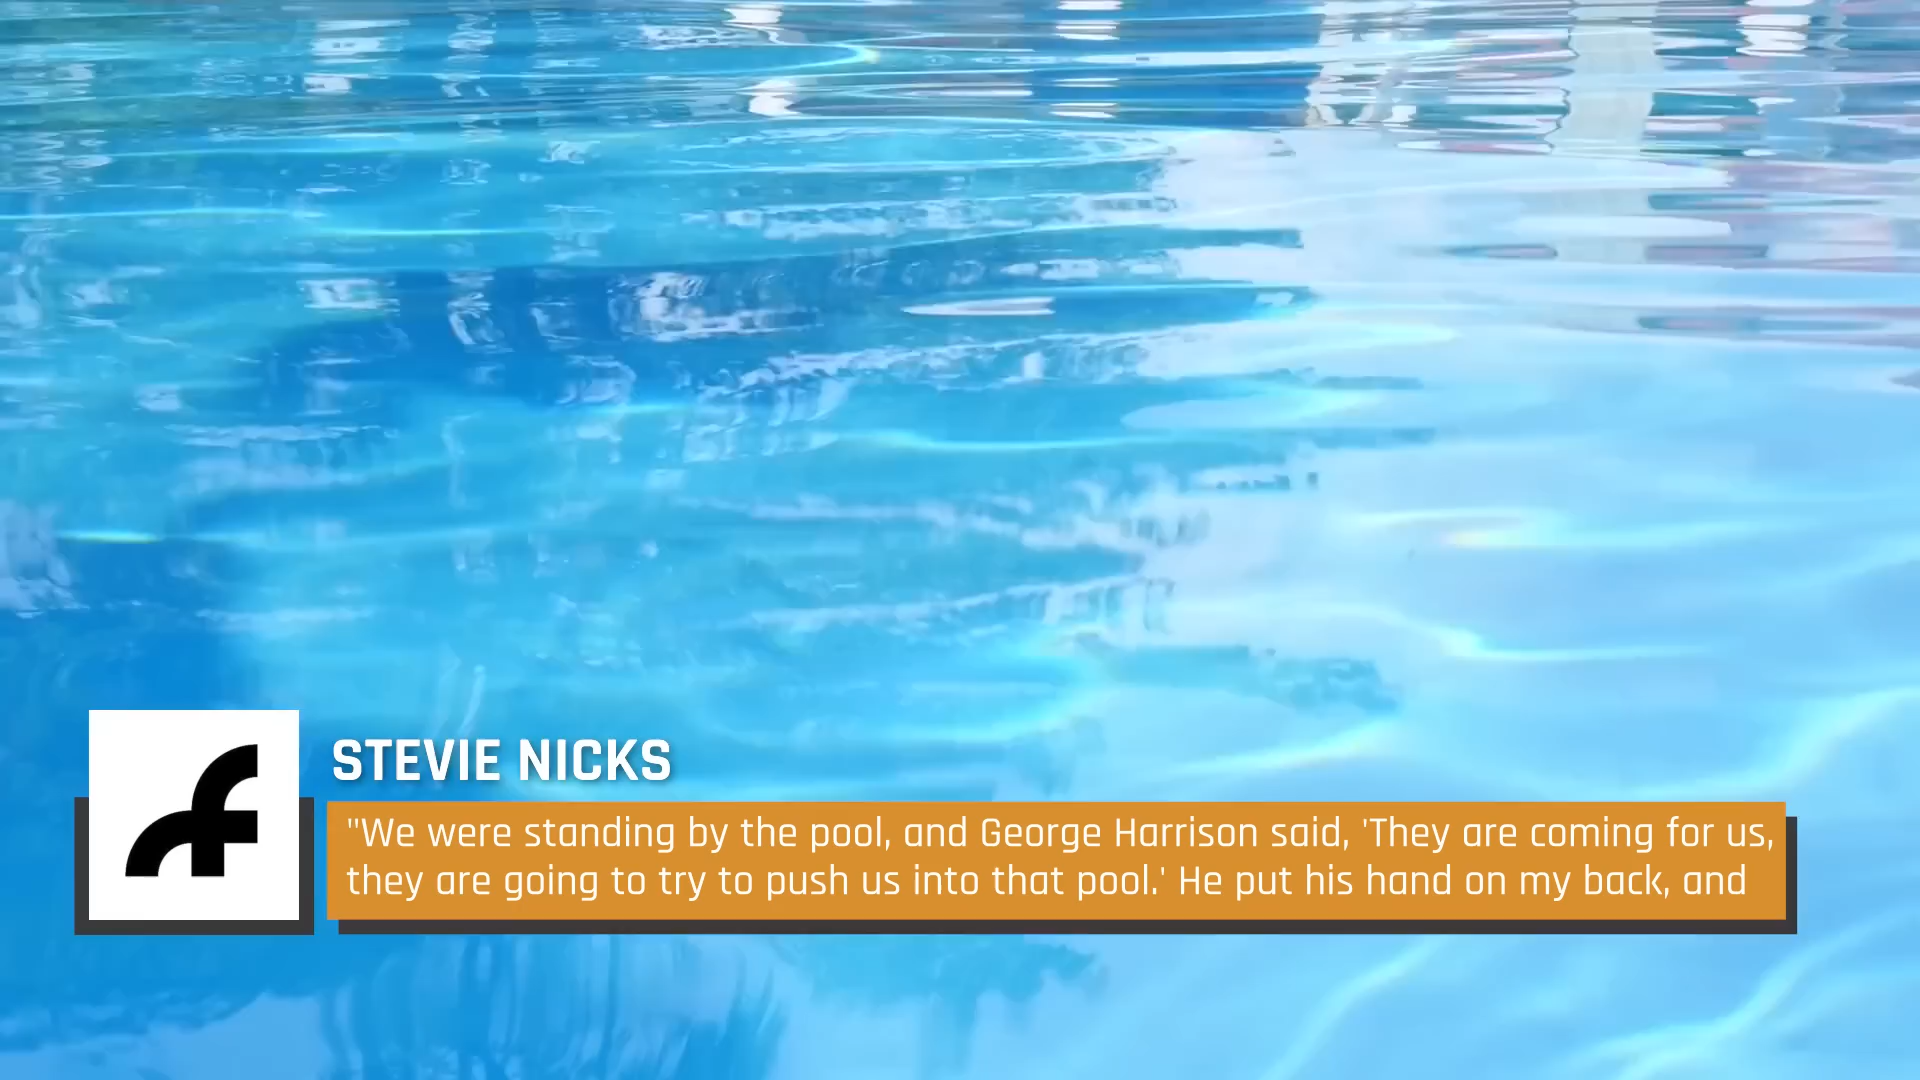 STEVIE NICKS
"We were standing by the pool, and George Harrison said, 'They are coming for us,
they are going to try to push us into that pool.' He put his hand on my back, and